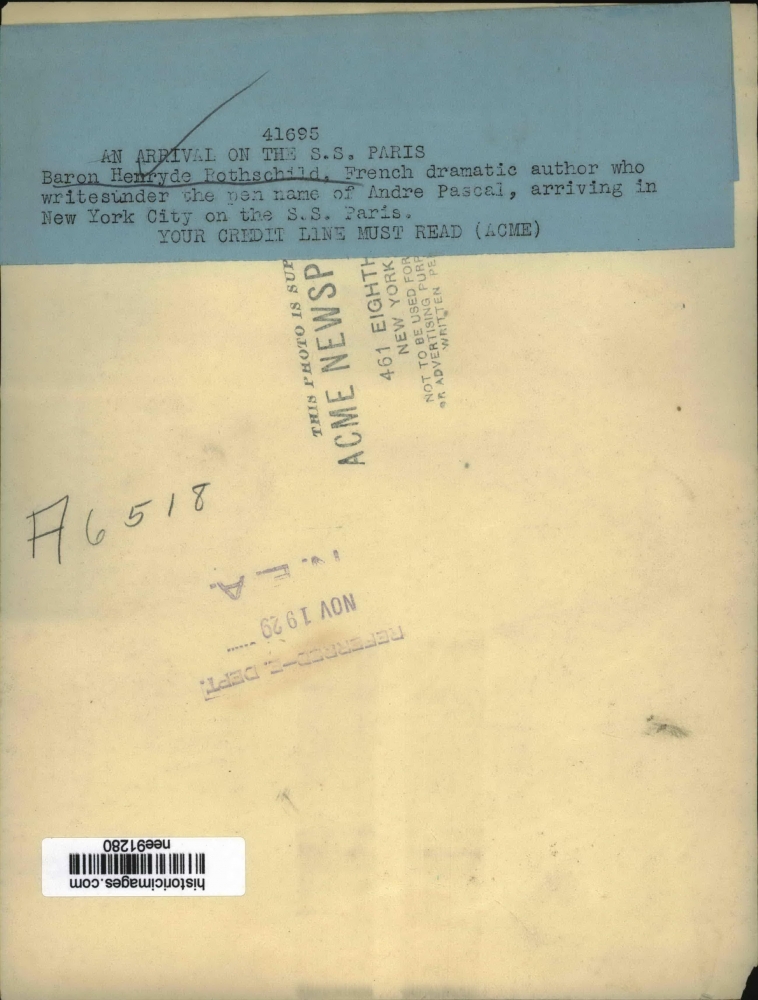 41695
AN ARRIVAL ON THE S.S. PARIS
Baron Henryde Rothschild, French dramatic author who
writesunder the pen name of Andre Pascal, arriving in
New York City on the S.S. Paris.
YOUR CREDIT LINE MUST READ (ACME)
THIS PHOTO IS SUP
ACME NEWSP
461 EIGHTH
NEW YORK
NOT TO BE USED FOR
OR ADVERTISING PURP
WRITTEN PE
A6518
N.E.A.
NOV 19 29
REFERRED-E. DEPT.
historicimages.com
nee91280